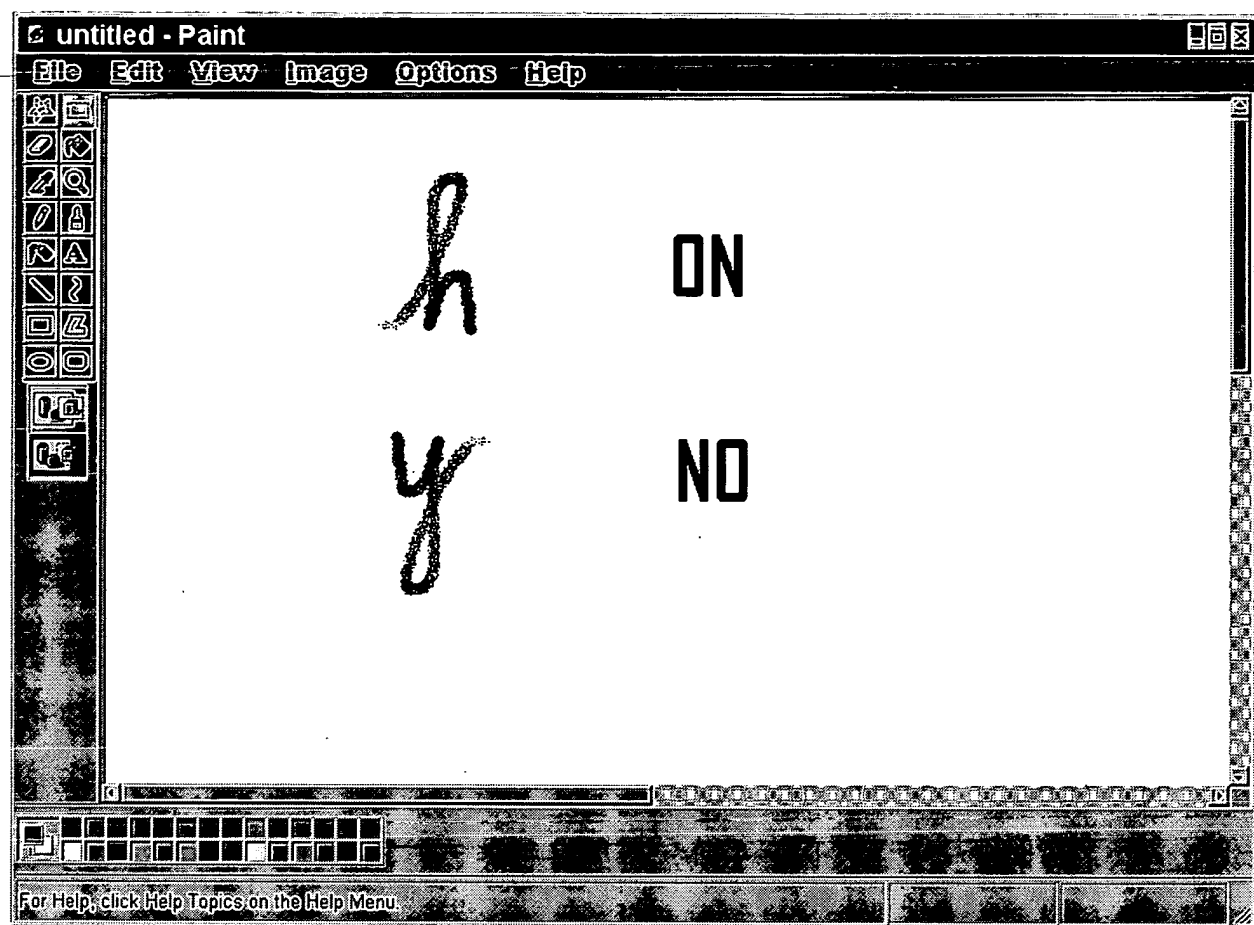 untitled - Paint
File Edit View Image Options Help
h ON
y NO
For Help, click Help Topics on the Help Menu.